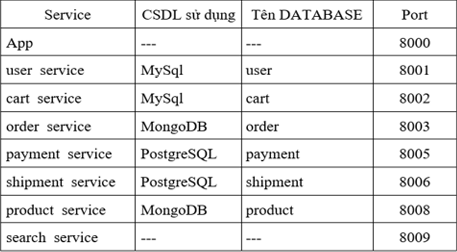 Service CSDL sử dụng Tên DATABASE Port
App --- --- 8000
user service MySql user 8001
cart service MySql cart 8002
order service MongoDB order 8003
payment service PostgreSQL payment 8005
shipment service PostgreSQL shipment 8006
product service MongoDB product 8008
search service --- --- 8009